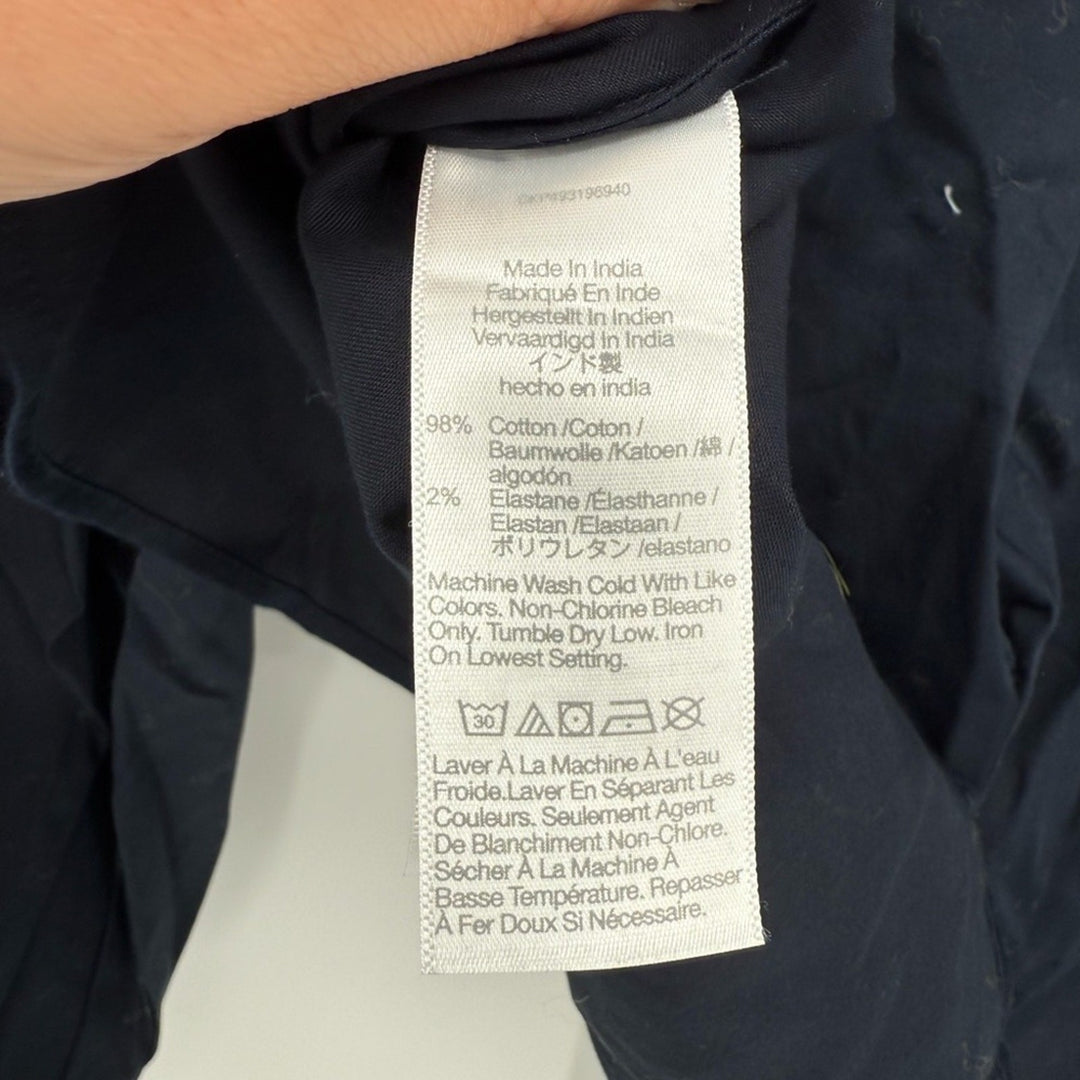 Made In India
Fabriqué En Inde
Hergestellt In Indien
Vervaardigd In India
インド製
hecho en india
98% Cotton /Coton /
Baumwolle /Katoen /綿 /
algodón
2% Elastane /Élasthanne /
Elastan /Elastaan /
ポリウレタン /elastano
Machine Wash Cold With Like
Colors. Non-Chlorine Bleach
Only. Tumble Dry Low. Iron
On Lowest Setting.
30
Laver À La Machine À L'eau
Froide.Laver En Séparant Les
Couleurs. Seulement Agent
De Blanchiment Non-Chlore.
Sécher À La Machine À
Basse Température. Repasser
À Fer Doux Si Nécessaire.